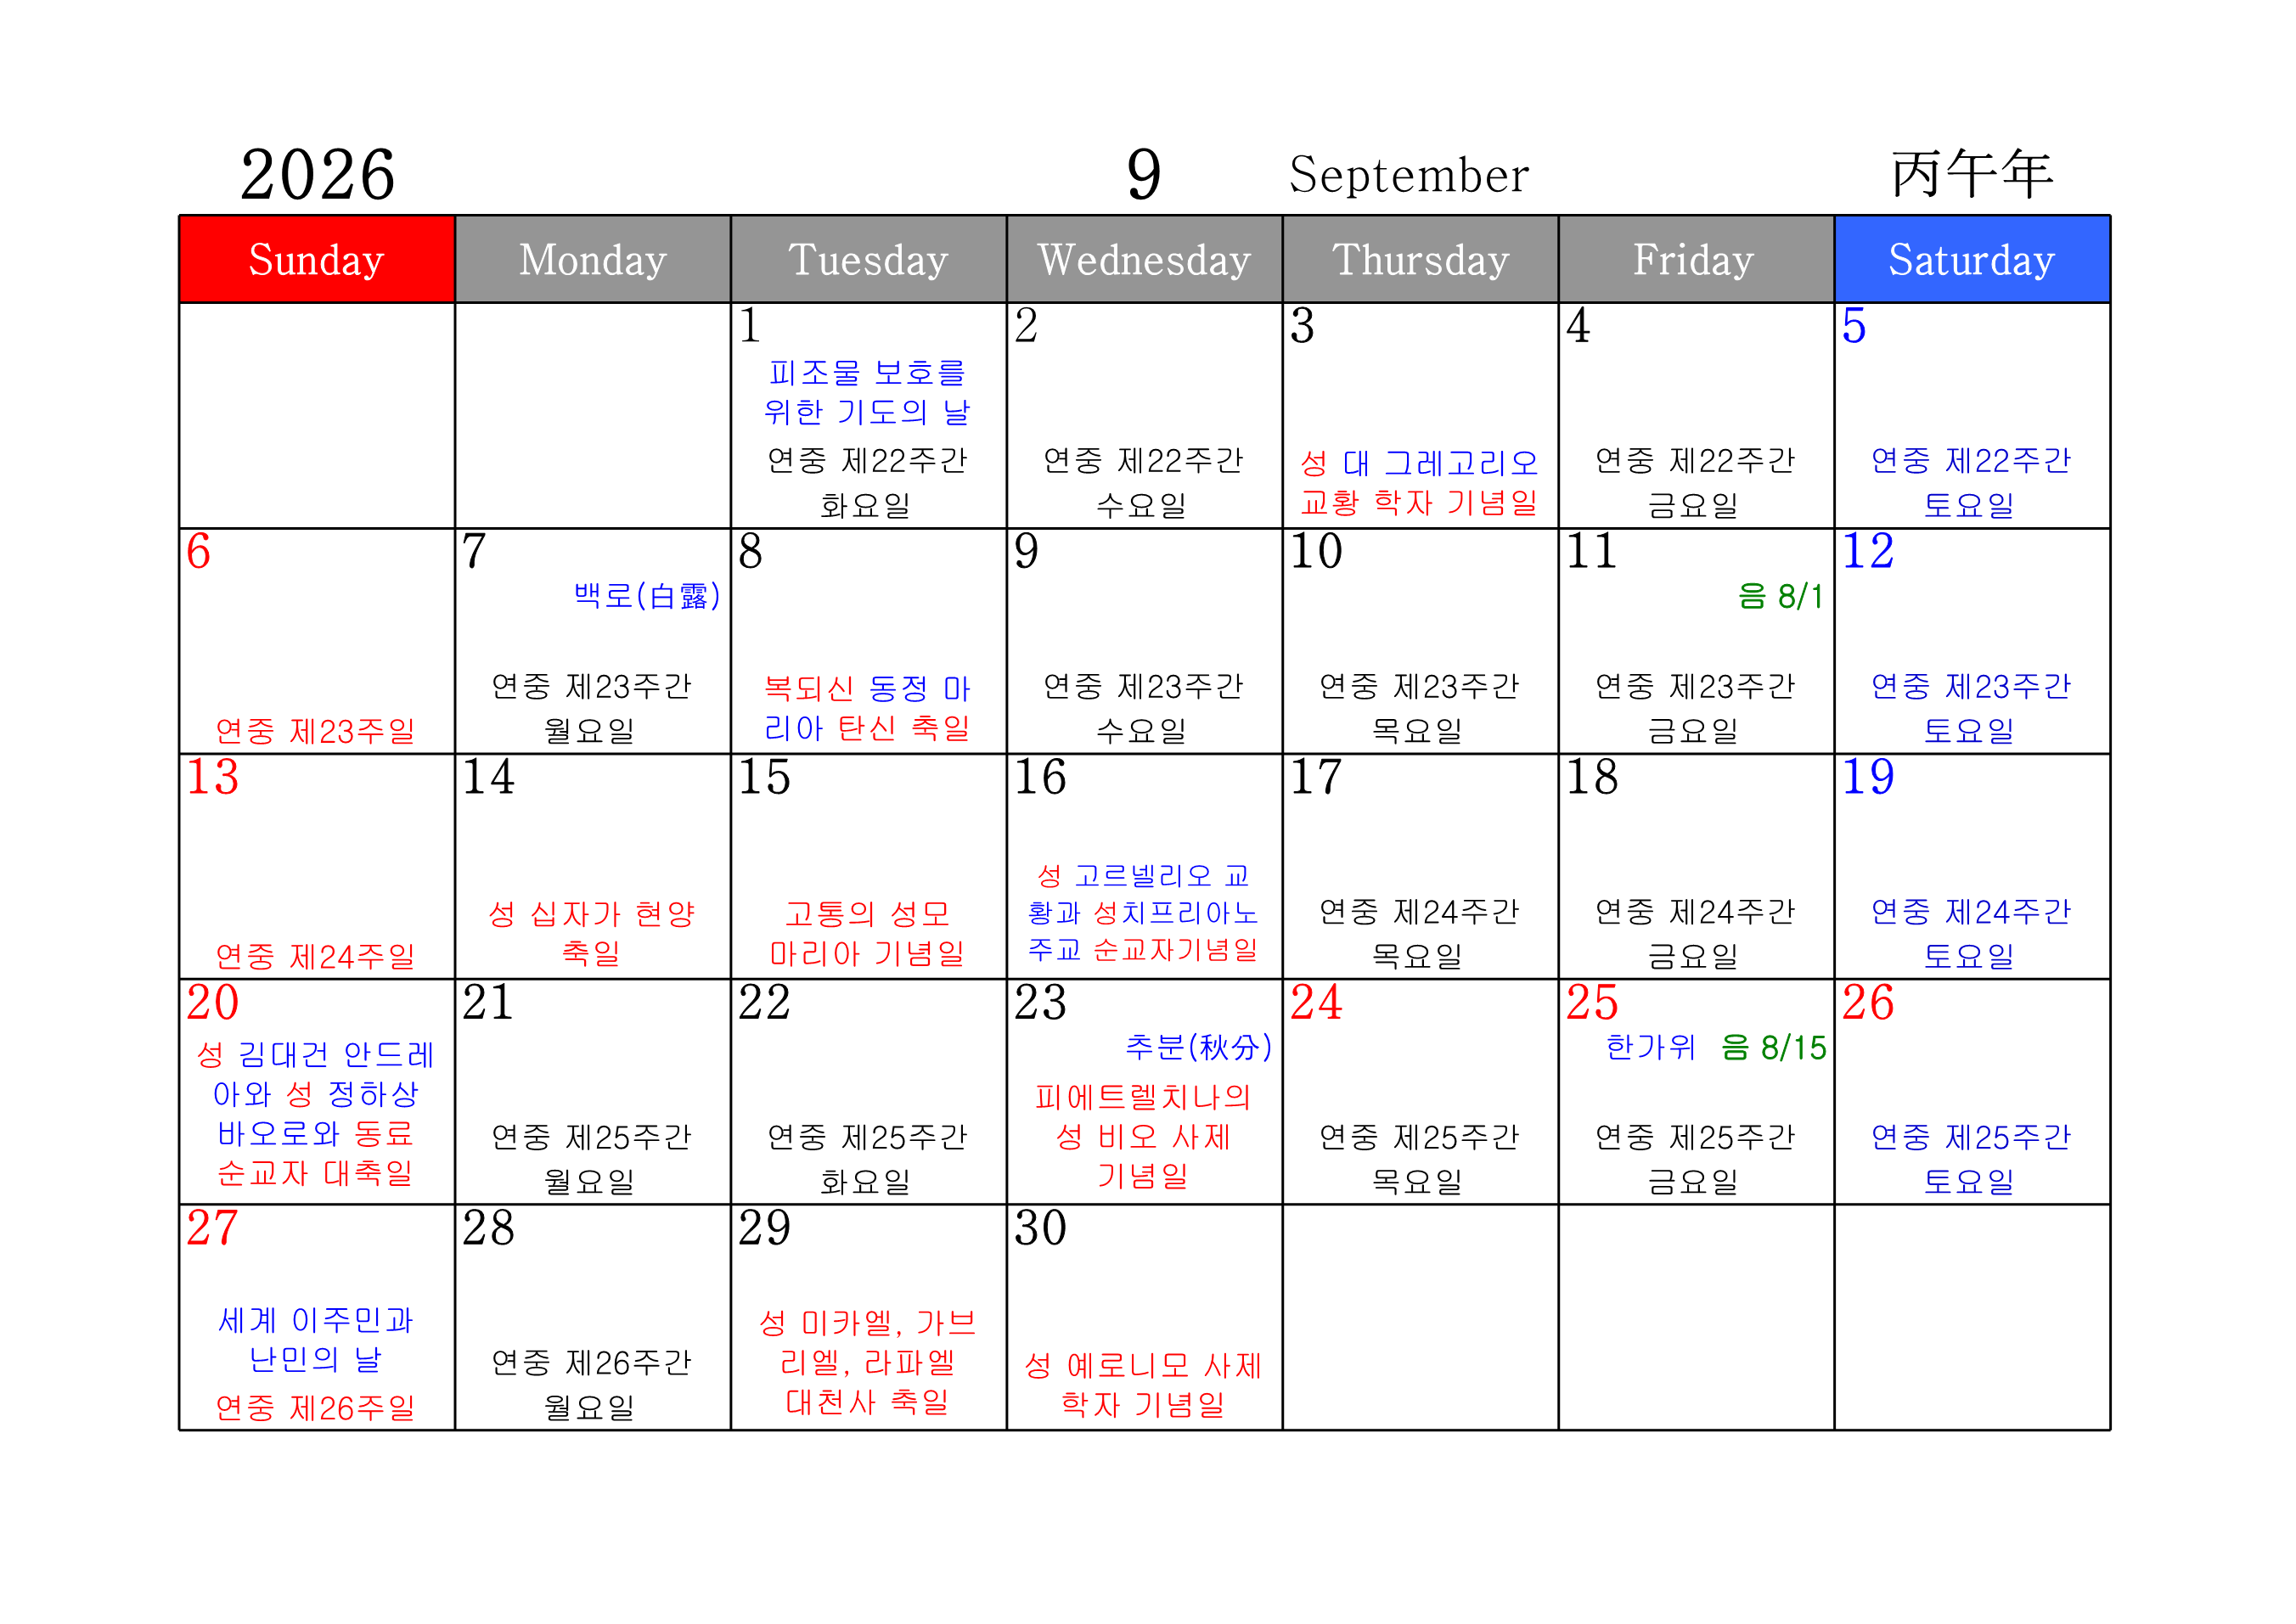 2026 9 September 丙午年
Sunday Monday Tuesday Wednesday Thursday Friday Saturday
1
피조물 보호를
위한 기도의 날
연중 제22주간
화요일
2
연중 제22주간
수요일
3
성 대 그레고리오
교황 학자 기념일
4
연중 제22주간
금요일
5
연중 제22주간
토요일
6
연중 제23주일
7
백로(白露)
연중 제23주간
월요일
8
복되신 동정 마
리아 탄신 축일
9
연중 제23주간
수요일
10
연중 제23주간
목요일
11
음 8/1
연중 제23주간
금요일
12
연중 제23주간
토요일
13
연중 제24주일
14
성 십자가 현양
축일
15
고통의 성모
마리아 기념일
16
성 고르넬리오 교
황과 성치프리아노
주교 순교자기념일
17
연중 제24주간
목요일
18
연중 제24주간
금요일
19
연중 제24주간
토요일
20
성 김대건 안드레
아와 성 정하상
바오로와 동료
순교자 대축일
21
연중 제25주간
월요일
22
연중 제25주간
화요일
23
추분(秋分)
피에트렐치나의
성 비오 사제
기념일
24
연중 제25주간
목요일
25
한가위 음 8/15
연중 제25주간
금요일
26
연중 제25주간
토요일
27
세계 이주민과
난민의 날
연중 제26주일
28
연중 제26주간
월요일
29
성 미카엘, 가브
리엘, 라파엘
대천사 축일
30
성 예로니모 사제
학자 기념일